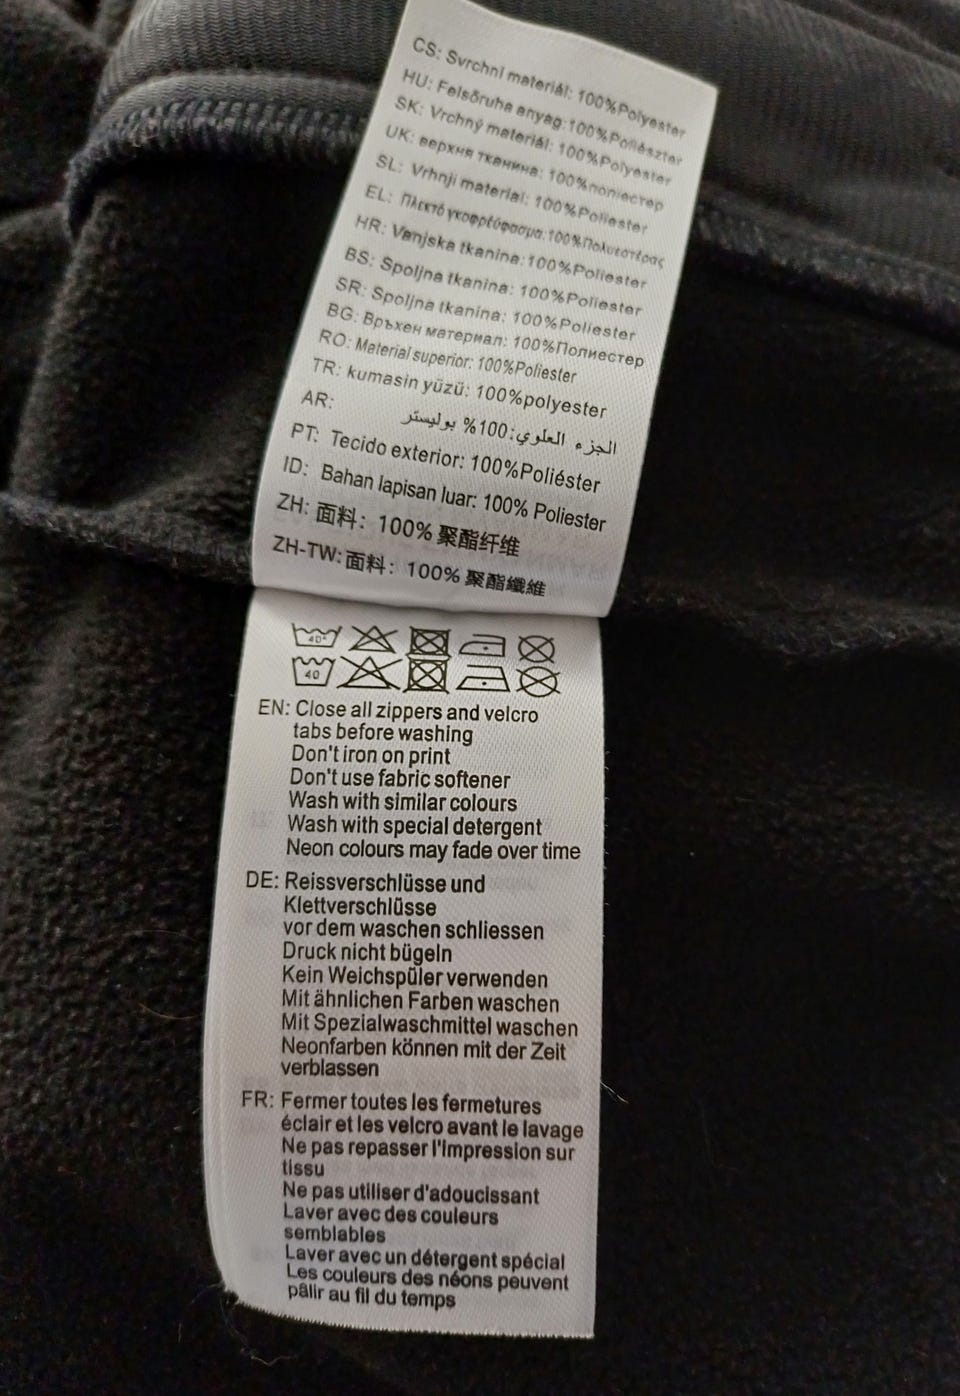 CS: Svrchní materiál: 100%Polyester
HU: Felsőruha anyag:100%Poliészter
SK: Vrchný materiál: 100%Polyester
UK: верхня тканина: 100%поліестер
SL: Vrhnji material: 100%Poliester
EL: Πλεκτό γκοφρέύφασμα:100%Πολυεστέρας
HR: Vanjska tkanina:100%Poliester
BS: Spoljna tkanina: 100%Poliester
SR: Spoljna tkanina: 100%Poliester
BG: Връхен материал: 100%Полиестер
RO: Material superior: 100%Poliester
TR: kumasin yüzü: 100%polyester
AR: الجزء العلوي:100% بوليستر
PT: Tecido exterior: 100%Poliéster
ID: Bahan lapisan luar: 100% Poliester
ZH: 面料：100% 聚酯纤维
ZH-TW: 面料：100% 聚酯纖維
40°
40
EN: Close all zippers and velcro
tabs before washing
Don't iron on print
Don't use fabric softener
Wash with similar colours
Wash with special detergent
Neon colours may fade over time
DE: Reissverschlüsse und
Klettverschlüsse
vor dem waschen schliessen
Druck nicht bügeln
Kein Weichspüler verwenden
Mit ähnlichen Farben waschen
Mit Spezialwaschmittel waschen
Neonfarben können mit der Zeit
verblassen
FR: Fermer toutes les fermetures
éclair et les velcro avant le lavage
Ne pas repasser l'impression sur
tissu
Ne pas utiliser d'adoucissant
Laver avec des couleurs
semblables
Laver avec un détergent spécial
Les couleurs des néons peuvent
pâlir au fil du temps